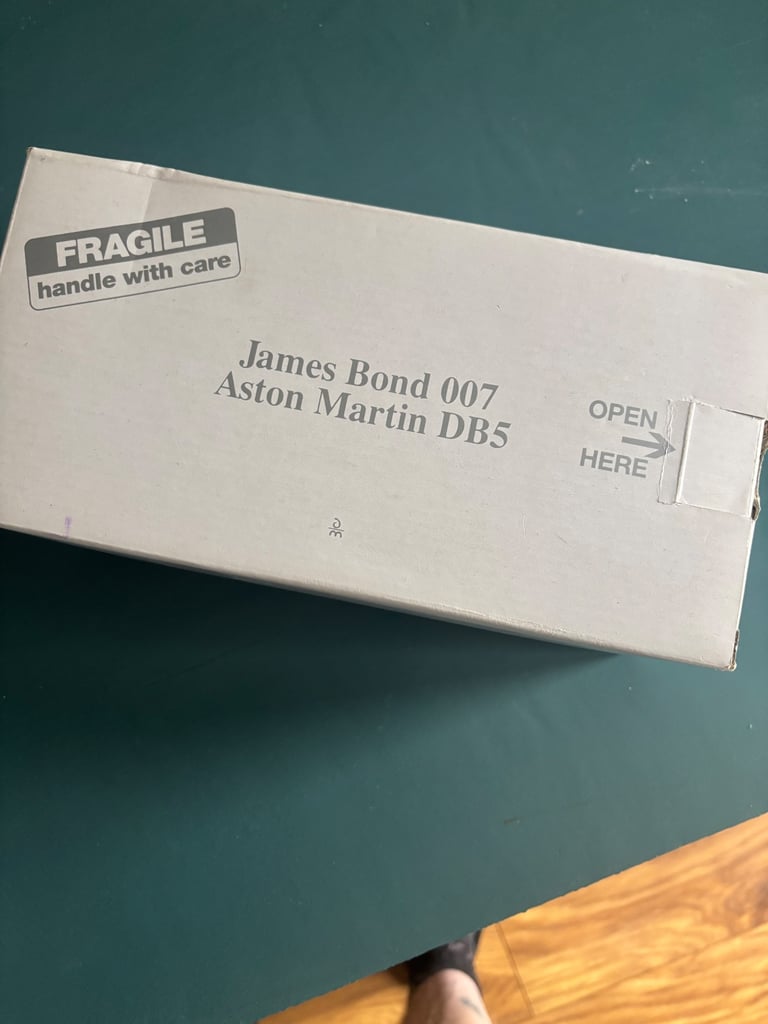 FRAGILE
handle with care
James Bond 007
Aston Martin DB5
OPEN
HERE